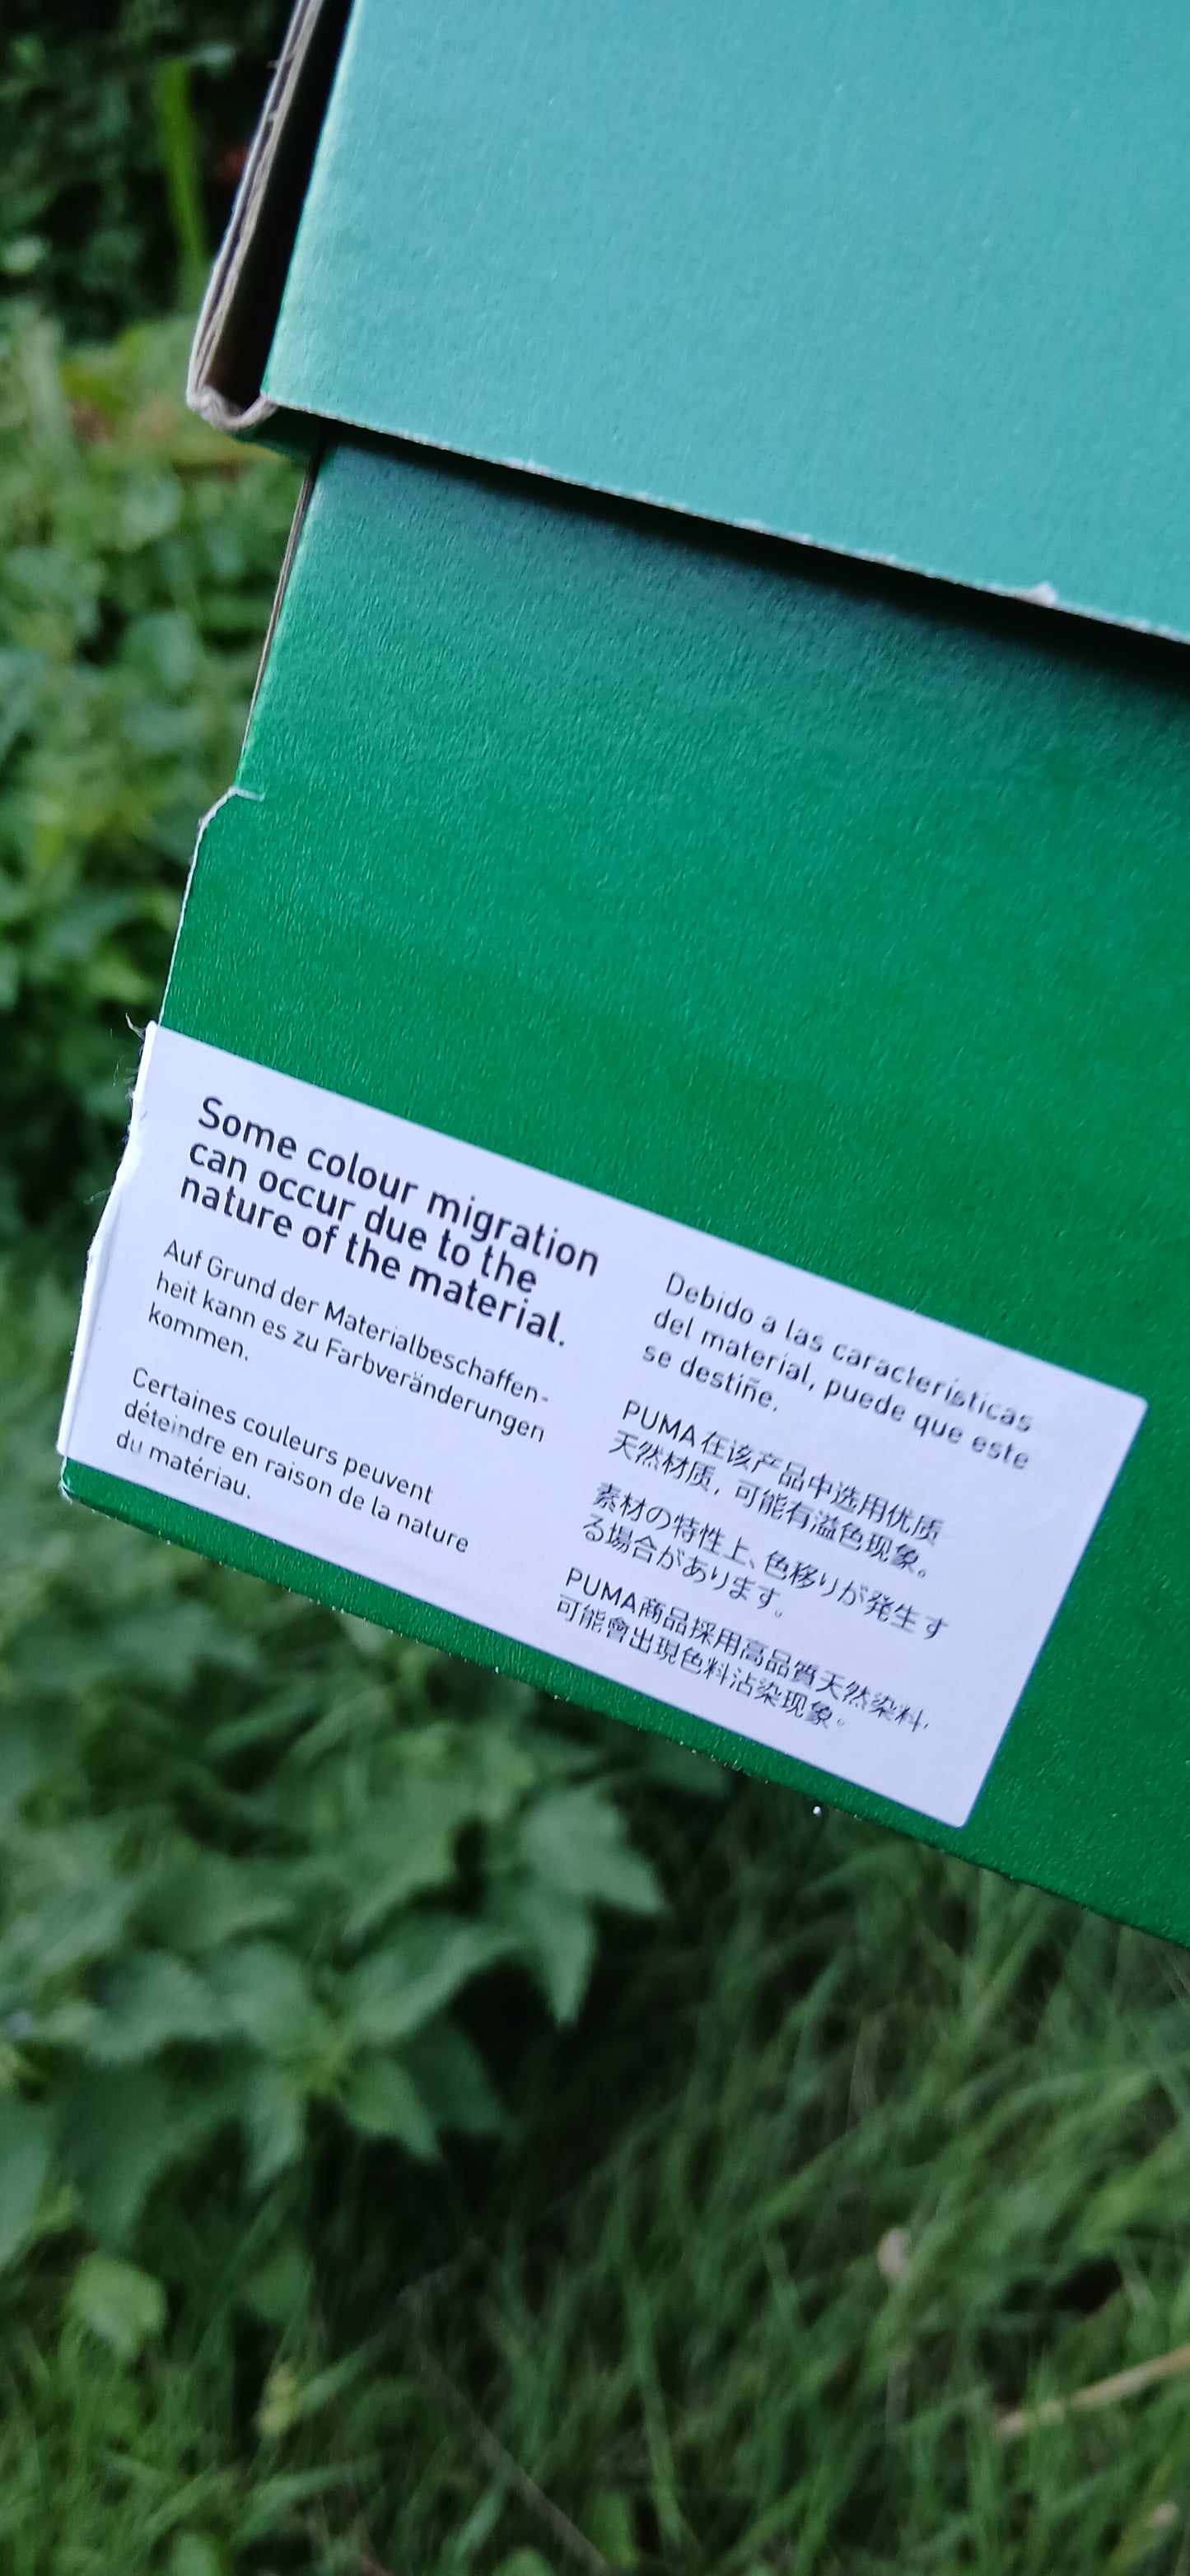 Some colour migration
can occur due to the
nature of the material.
Auf Grund der Materialbeschaffen-
heit kann es zu Farbveränderungen
kommen.
Certaines couleurs peuvent
déteindre en raison de la nature
du matériau.
Debido a las características
del material, puede que este
se destiñe.
PUMA在该产品中选用优质
天然材质，可能有溢色现象。
素材の特性上、色移りが発生す
る場合があります。
PUMA商品採用高品質天然染料，
可能會出現色料沾染现象。